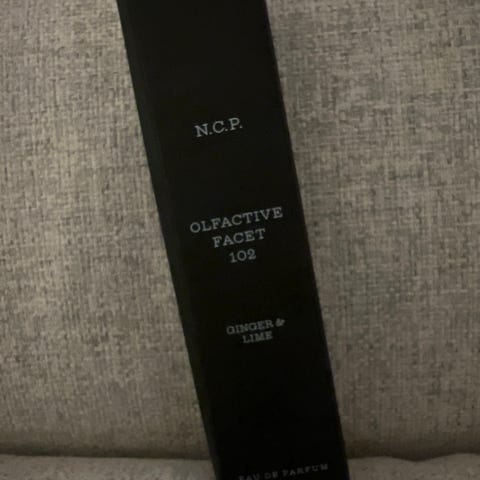 N.C.P.
OLFACTIVE
FACET
102
GINGER &
LIME
EAU DE PARFUM